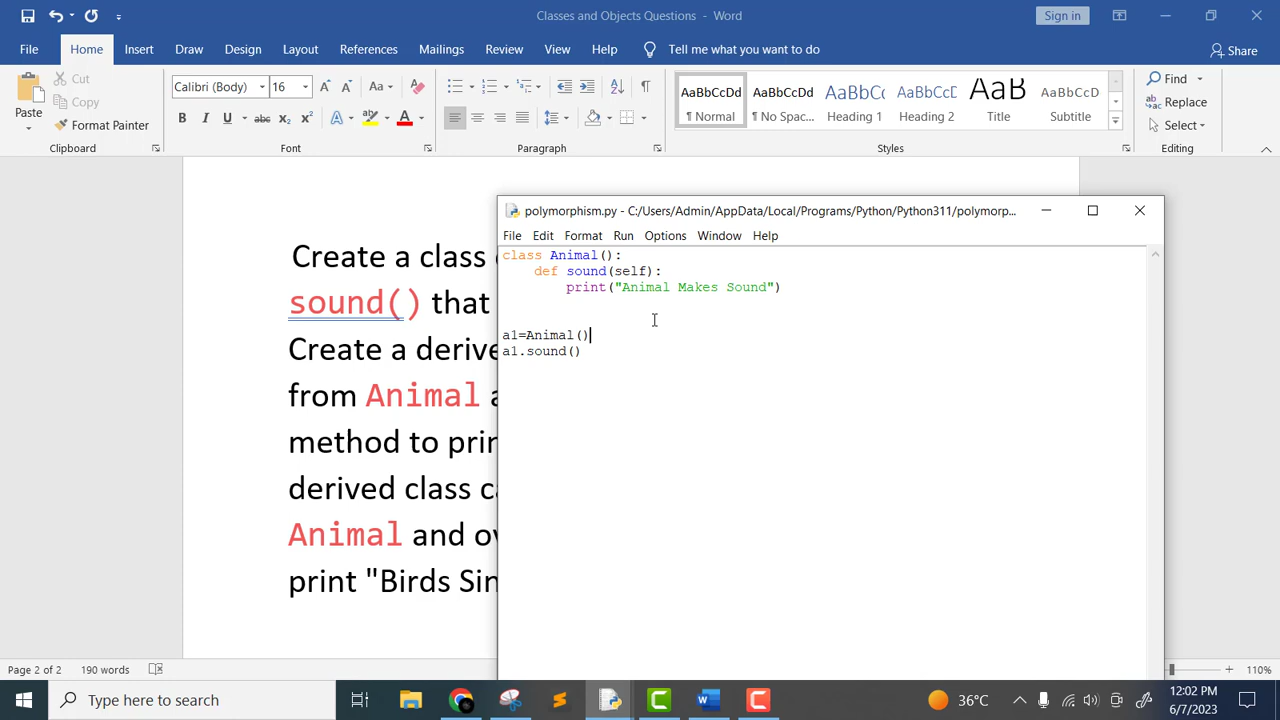 Classes and Objects Questions - Word
Sign in
File Home Insert Draw Design Layout References Mailings Review View Help Tell me what you want to do Share
Paste
Cut
Copy
Format Painter
Clipboard
Calibri (Body) 16
Font
Paragraph
AaBbCcDd AaBbCcDd AaBbCc AaBbCcD AaB AaBbCcD
¶ Normal ¶ No Spac... Heading 1 Heading 2 Title Subtitle
Styles
Find
Replace
Select
Editing
Create a class
sound() that
Create a derive
from Animal a
method to prin
derived class ca
Animal and ov
print "Birds Sin
polymorphism.py - C:/Users/Admin/AppData/Local/Programs/Python/Python311/polymorp...
File Edit Format Run Options Window Help
class Animal():
def sound(self):
print("Animal Makes Sound")
a1=Animal()
a1.sound()
Page 2 of 2 190 words
110%
Type here to search
36°C
12:02 PM
6/7/2023